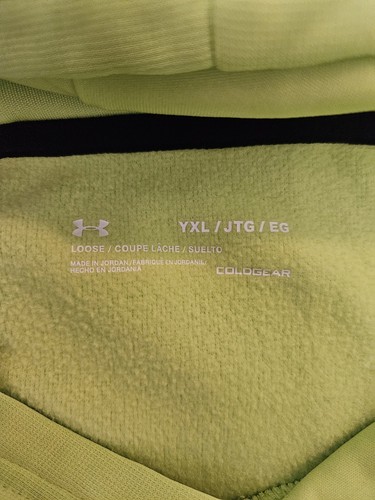 YXL / JTG / EG
LOOSE / COUPE LÂCHE / SUELTO
MADE IN JORDAN / FABRIQUÉ EN JORDANIE /
HECHO EN JORDANIA
COLDGEAR